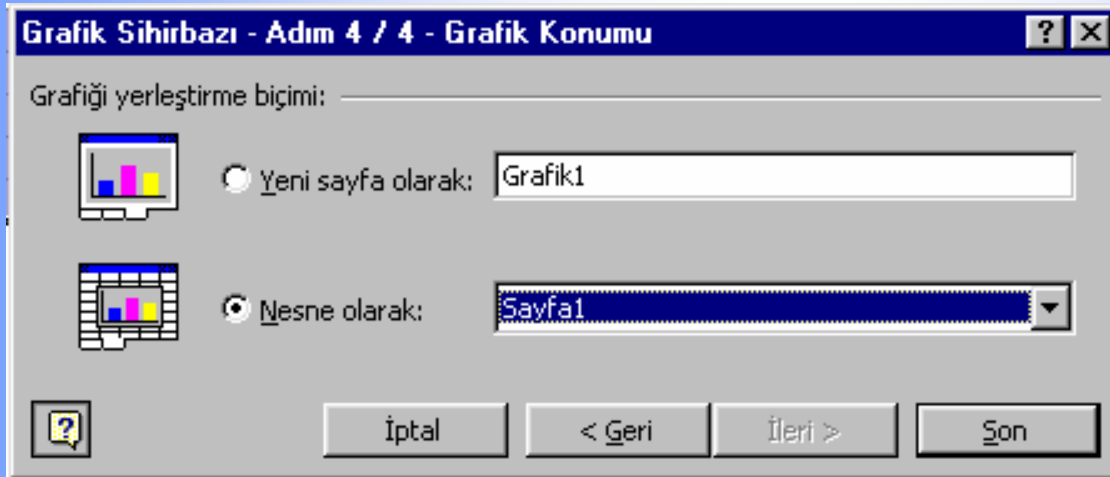 Grafik Sihirbazı - Adım 4 / 4 - Grafik Konumu
Grafiği yerleştirme biçimi:
Yeni sayfa olarak: Grafik1
Nesne olarak: Sayfa1
İptal < Geri İleri > Son